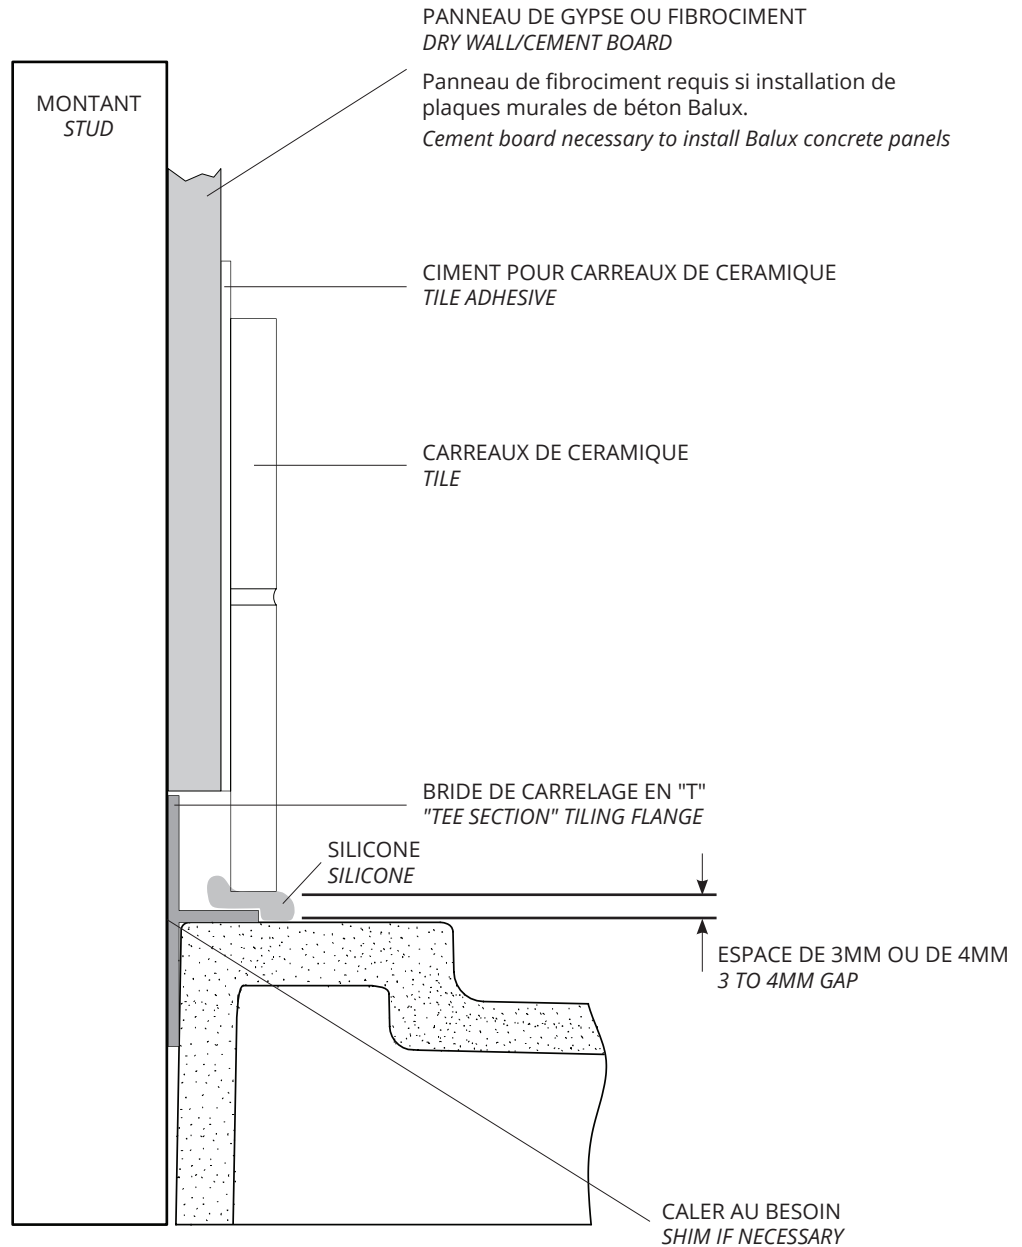 PANNEAU DE GYPSE OU FIBROCIMENT
DRY WALL/CEMENT BOARD
Panneau de fibrociment requis si installation de
plaques murales de béton Balux.
Cement board necessary to install Balux concrete panels
MONTANT
STUD
CIMENT POUR CARREAUX DE CERAMIQUE
TILE ADHESIVE
CARREAUX DE CERAMIQUE
TILE
BRIDE DE CARRELAGE EN "T"
"TEE SECTION" TILING FLANGE
SILICONE
SILICONE
ESPACE DE 3MM OU DE 4MM
3 TO 4MM GAP
CALER AU BESOIN
SHIM IF NECESSARY